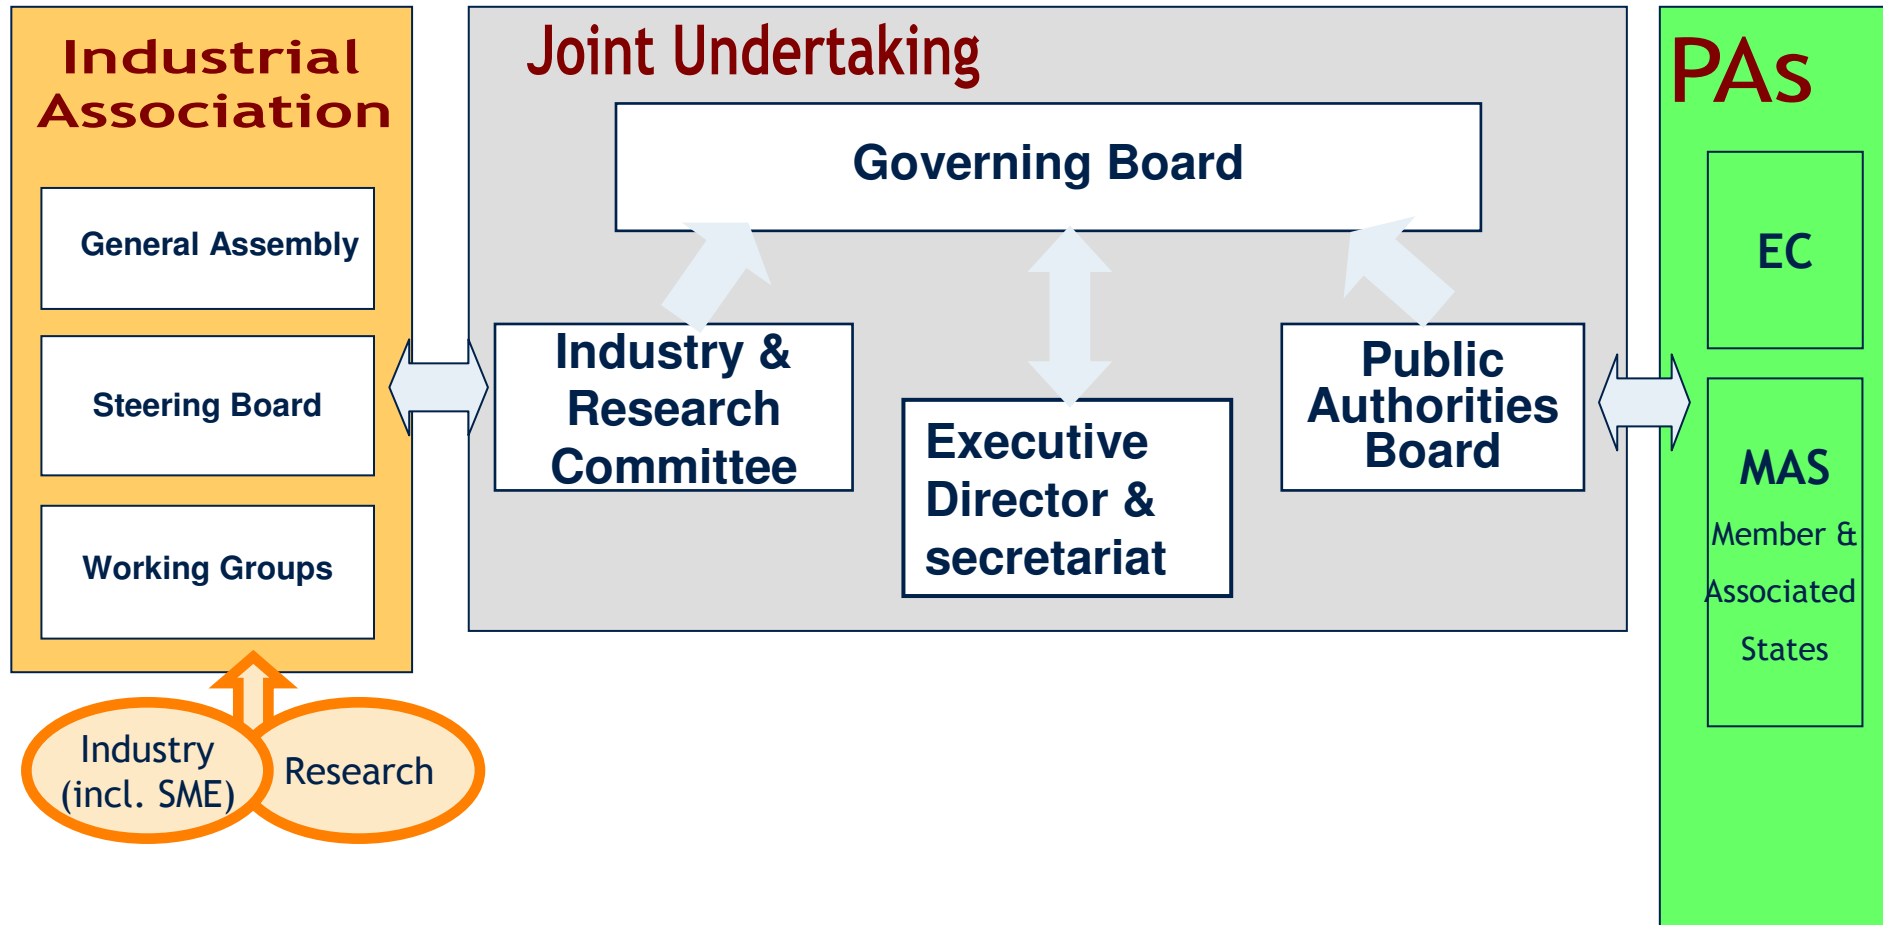 Industrial
Association
General Assembly
Steering Board
Working Groups
Industry
(incl. SME)
Research
Joint Undertaking
Governing Board
Industry &
Research
Committee
Executive
Director &
secretariat
Public
Authorities
Board
PAs
EC
MAS
Member &
Associated
States